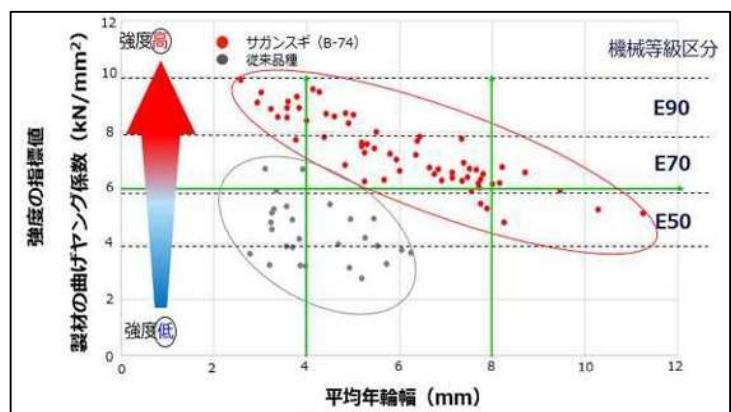 12
強度高
サガンスギ（B-74）
従来品種
機械等級区分
10
E90
8
E70
6
E50
4
2
強度低
0
0
2
4
6
8
10
12
平均年輪幅（mm）
強度の指標値
製材の曲げヤング係数（kN/mm²）